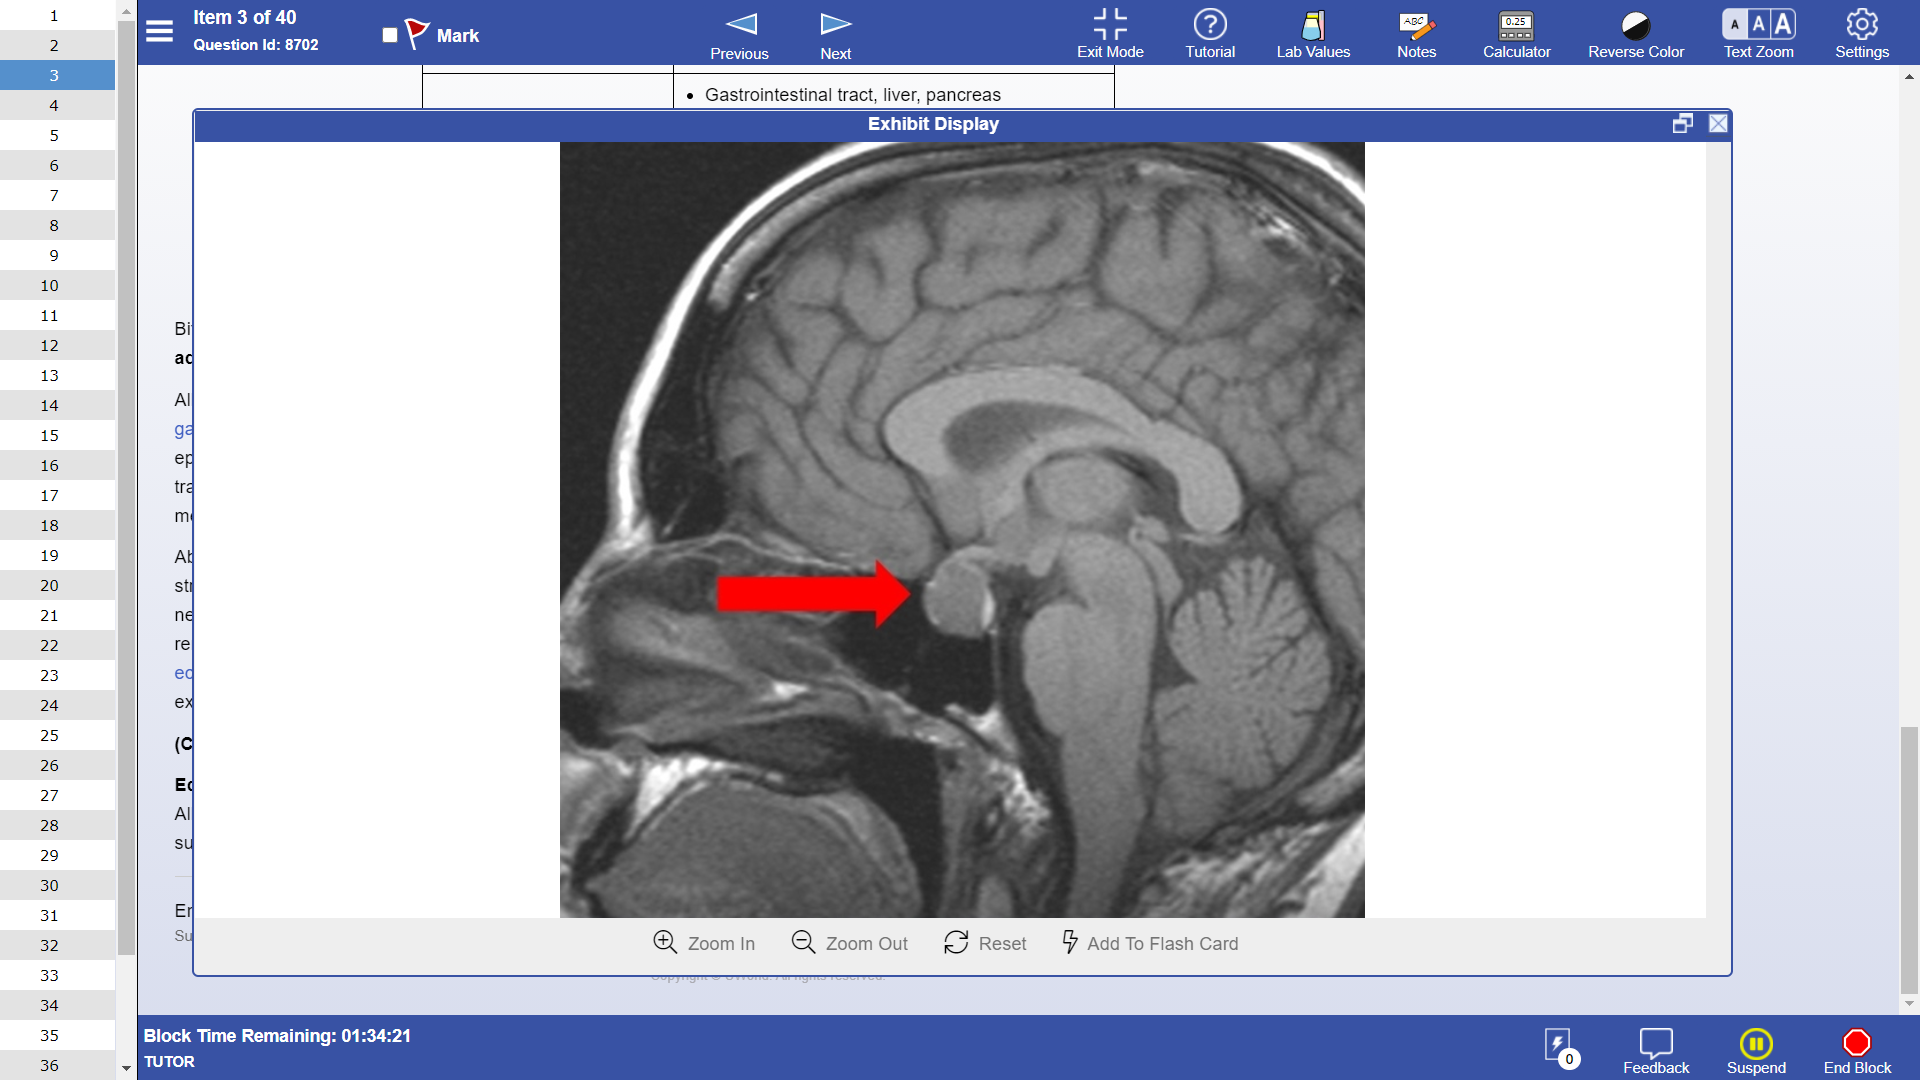 1
2
3
4
5
6
7
8
9
10
11
12
13
14
15
16
17
18
19
20
21
22
23
24
25
26
27
28
29
30
31
32
33
34
35
36
Item 3 of 40
Question Id: 8702
Mark
Previous
Next
Exit Mode
Tutorial
Lab Values
ABC
Notes
0.25
Calculator
Reverse Color
A A A
Text Zoom
Settings
• Gastrointestinal tract, liver, pancreas
Exhibit Display
Zoom In
Zoom Out
Reset
Add To Flash Card
Block Time Remaining: 01:34:21
TUTOR
0
Feedback
Suspend
End Block